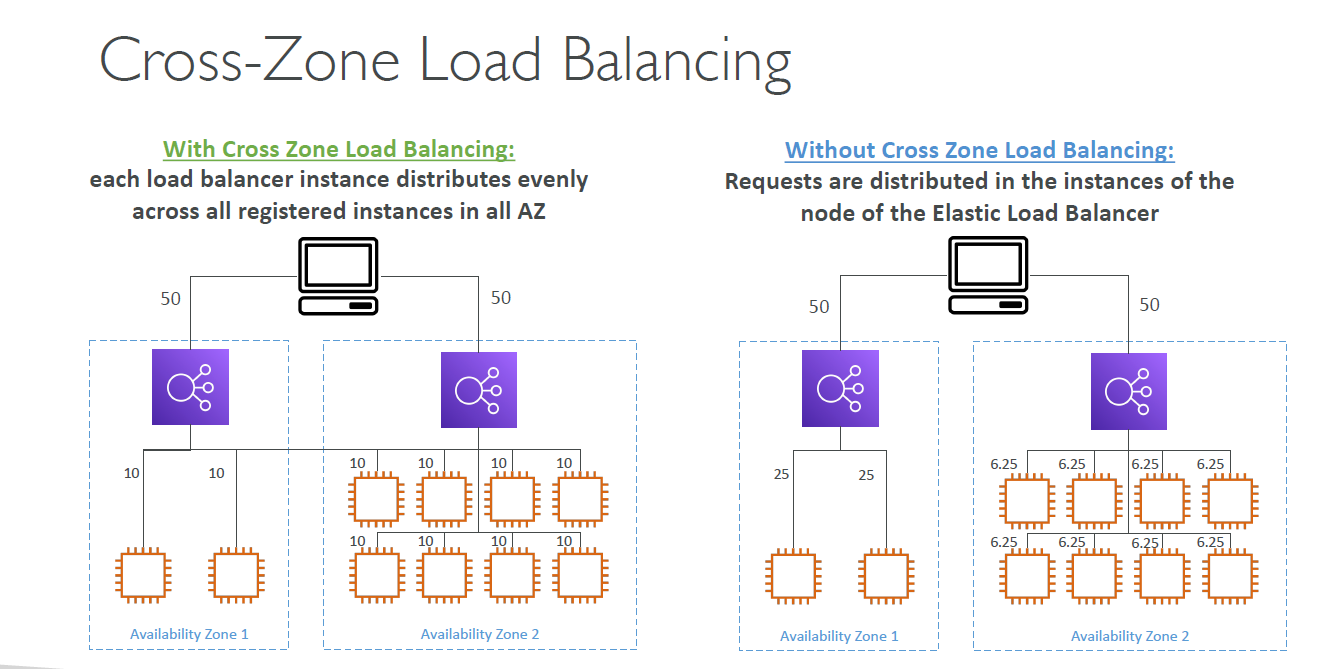 Cross-Zone Load Balancing
With Cross Zone Load Balancing:
each load balancer instance distributes evenly
across all registered instances in all AZ
50
50
10
10
10
10
10
10
10
10
10
10
Availability Zone 1
Availability Zone 2
Without Cross Zone Load Balancing:
Requests are distributed in the instances of the
node of the Elastic Load Balancer
50
50
25
25
6.25
6.25
6.25
6.25
6.25
6.25
6.25
6.25
Availability Zone 1
Availability Zone 2